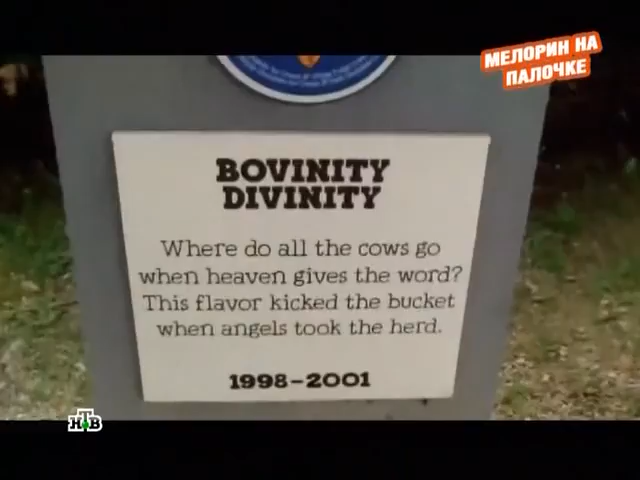 МЕЛОРИН НА
ПАЛОЧКЕ
BOVINITY
DIVINITY
Where do all the cows go
when heaven gives the word?
This flavor kicked the bucket
when angels took the herd.
1998-2001
НТВ